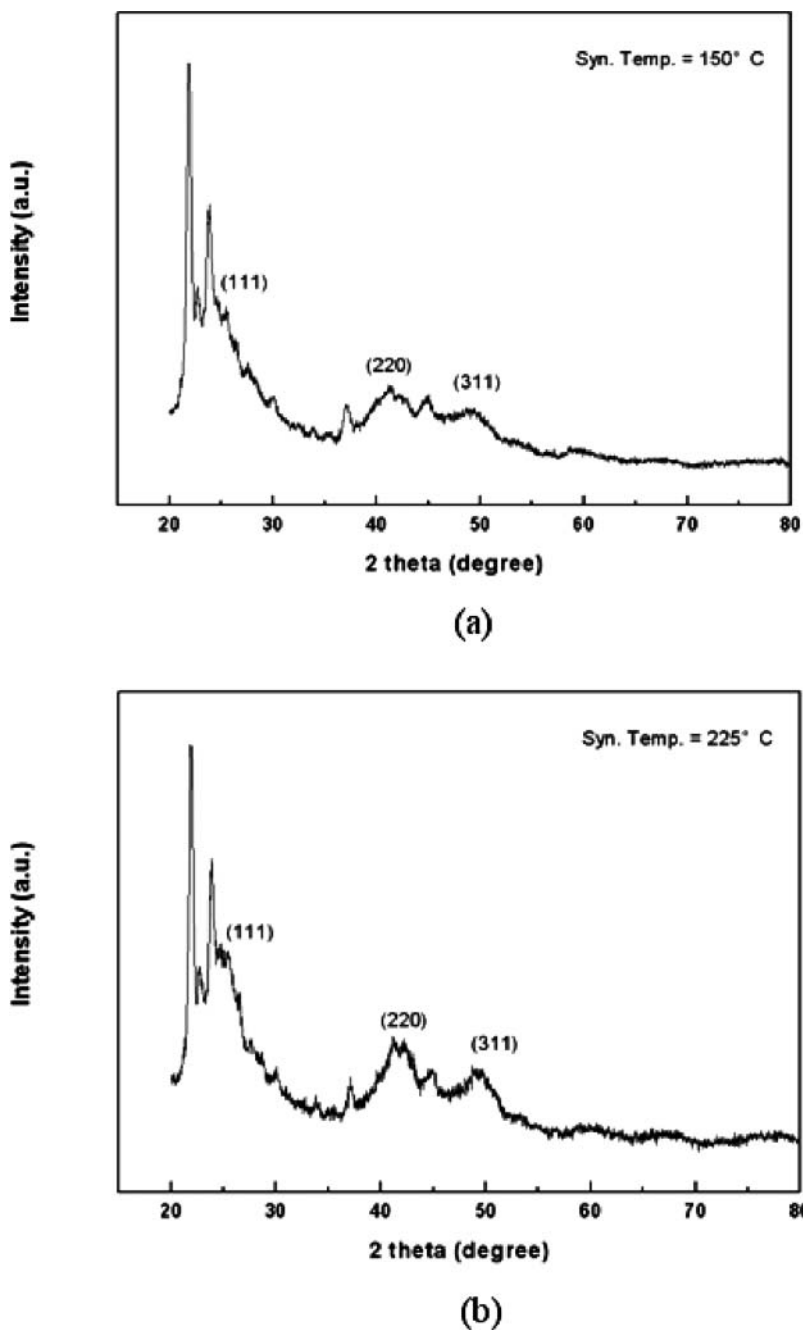 Syn. Temp. = 150° C
Intensity (a.u.)
(111)
(220)
(311)
20 30 40 50 60 70 80
2 theta (degree)
(a)
Syn. Temp. = 225° C
Intensity (a.u.)
(111)
(220)
(311)
20 30 40 50 60 70 80
2 theta (degree)
(b)